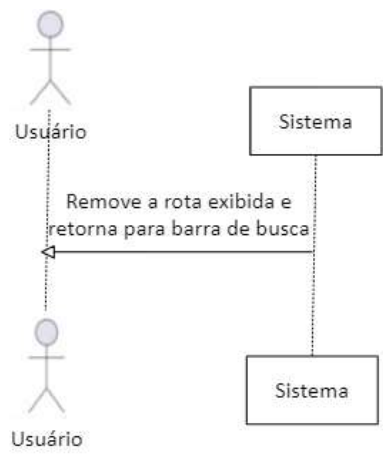 Usuário
Sistema
Remove a rota exibida e
retorna para barra de busca
Sistema
Usuário